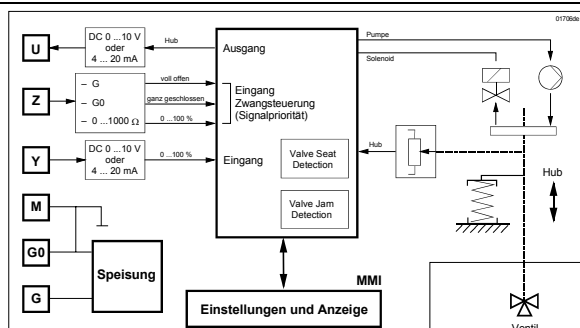 01706de
U
DC 0 ...10 V
oder
4 ... 20 mA
Hub
Ausgang
Pumpe
Solenoid
Z
– G
– G0
– 0 ...1000 Ω
voll offen
ganz geschlossen
0 ...100 %
Eingang
Zwangsteuerung
(Signalpriorität)
Y
DC 0 ...10 V
oder
4 ... 20 mA
0 ...100 %
Eingang
Valve Seat
Detection
Valve Jam
Detection
Hub
Hub
M
G0
G
Speisung
MMI
Einstellungen und Anzeige
Ventil